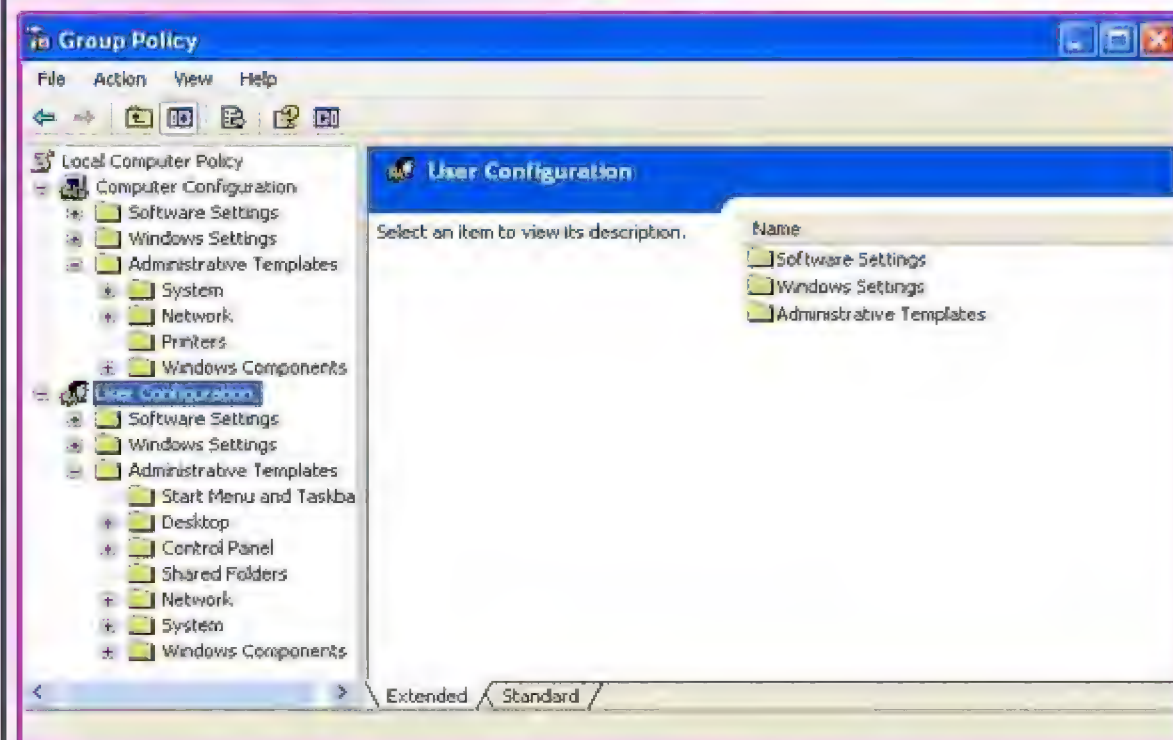 Group Policy
File Action View Help
Local Computer Policy
Computer Configuration
Software Settings
Windows Settings
Administrative Templates
System
Network
Printers
Windows Components
User Configuration
Software Settings
Windows Settings
Administrative Templates
Start Menu and Taskba
Desktop
Control Panel
Shared Folders
Network
System
Windows Components
User Configuration
Select an item to view its description.
Name
Software Settings
Windows Settings
Administrative Templates
Extended Standard